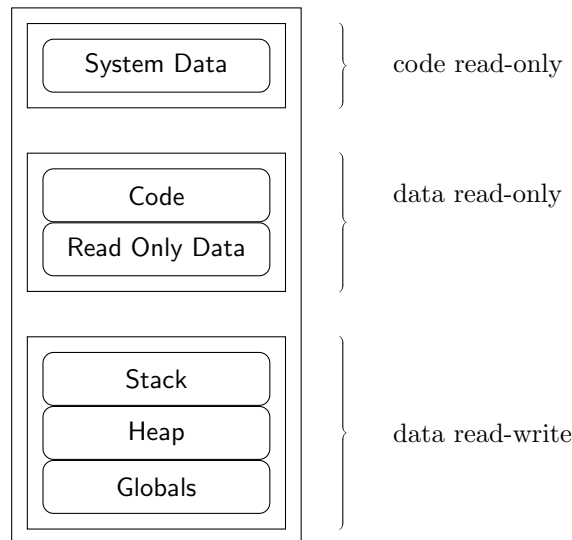 System Data
code read-only
Code
data read-only
Read Only Data
Stack
Heap
data read-write
Globals